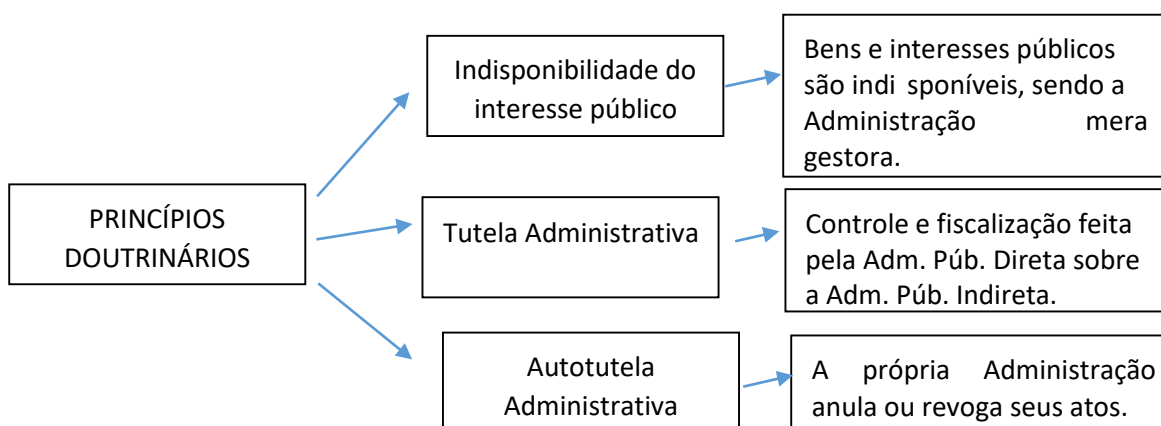 PRINCÍPIOS
DOUTRINÁRIOS
Indisponibilidade do
interesse público
Bens e interesses públicos
são indi sponíveis, sendo a
Administração mera
gestora.
Tutela Administrativa
Controle e fiscalização feita
pela Adm. Púb. Direta sobre
a Adm. Púb. Indireta.
Autotutela
Administrativa
A própria Administração
anula ou revoga seus atos.